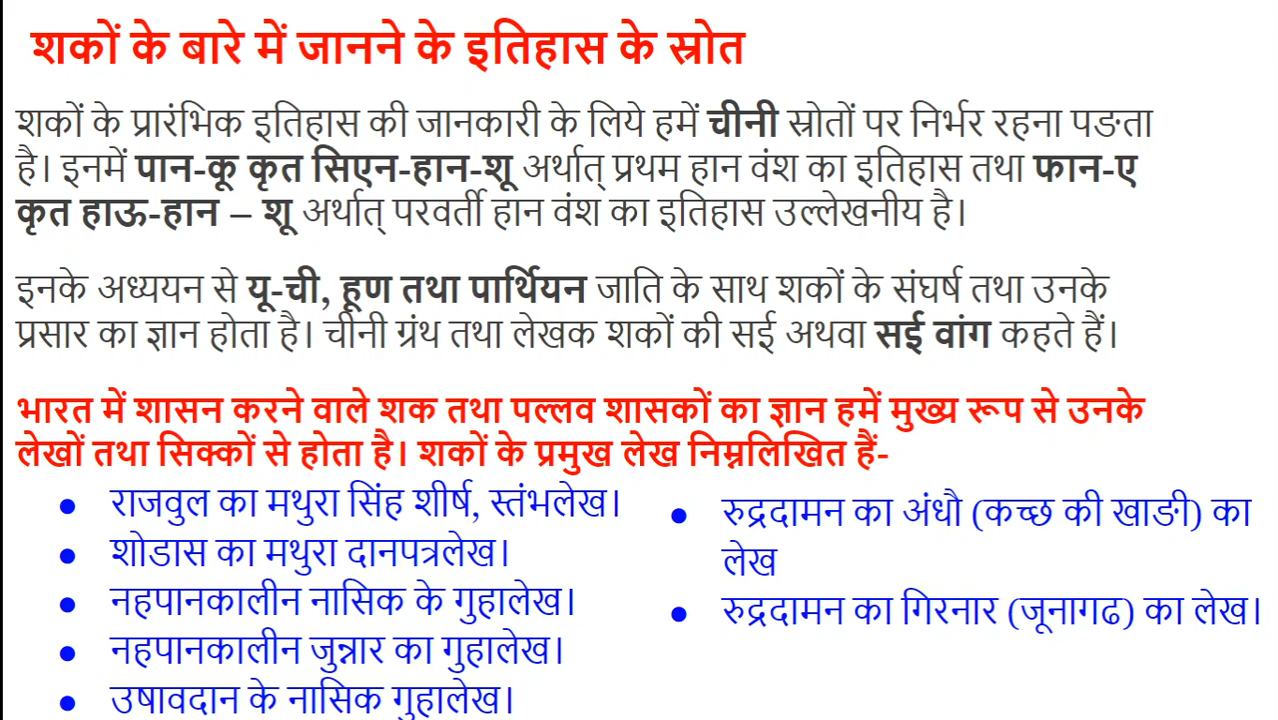 शकों के बारे में जानने के इतिहास के स्रोत
शकों के प्रारंभिक इतिहास की जानकारी के लिये हमें चीनी स्रोतों पर निर्भर रहना पङता
है। इनमें पान-कू कृत सिएन-हान-शू अर्थात् प्रथम हान वंश का इतिहास तथा फान-ए
कृत हाऊ-हान – शू अर्थात् परवर्ती हान वंश का इतिहास उल्लेखनीय है।
इनके अध्ययन से यू-ची, हूण तथा पार्थियन जाति के साथ शकों के संघर्ष तथा उनके
प्रसार का ज्ञान होता है। चीनी ग्रंथ तथा लेखक शकों की सई अथवा सई वांग कहते हैं।
भारत में शासन करने वाले शक तथा पल्लव शासकों का ज्ञान हमें मुख्य रूप से उनके
लेखों तथा सिक्कों से होता है। शकों के प्रमुख लेख निम्नलिखित हैं-
● राजवुल का मथुरा सिंह शीर्ष, स्तंभलेख।
● शोडास का मथुरा दानपत्रलेख।
● नहपानकालीन नासिक के गुहालेख।
● नहपानकालीन जुन्नार का गुहालेख।
● उषावदान के नासिक गुहालेख।
● रुद्रदामन का अंधौ (कच्छ की खाङी) का
लेख
● रुद्रदामन का गिरनार (जूनागढ) का लेख।